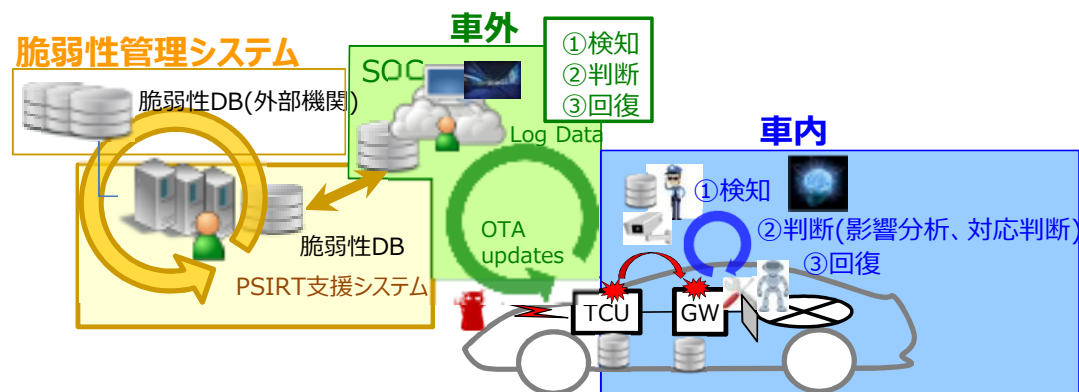 脆弱性管理システム
脆弱性DB(外部機関)
脆弱性DB
PSIRT支援システム
車外
SOC
①検知
②判断
③回復
Log Data
OTA
updates
車内
①検知
②判断(影響分析、対応判断)
③回復
TCU
GW